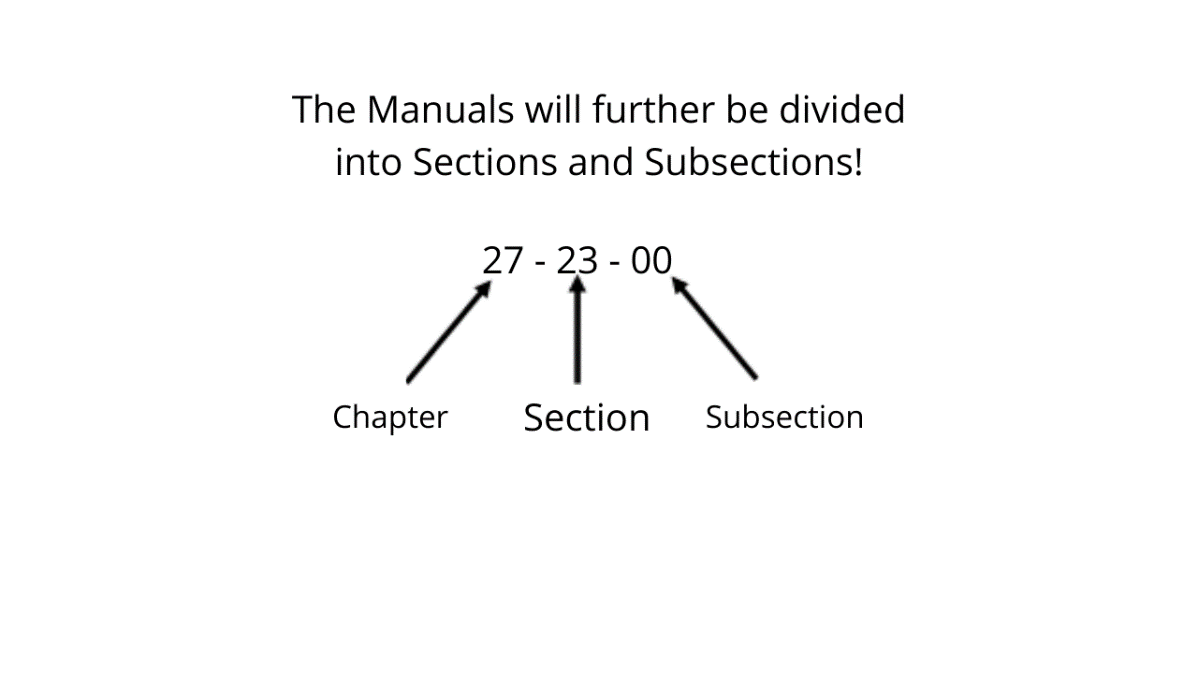 The Manuals will further be divided
into Sections and Subsections!
27 - 23 - 00
Chapter Section Subsection